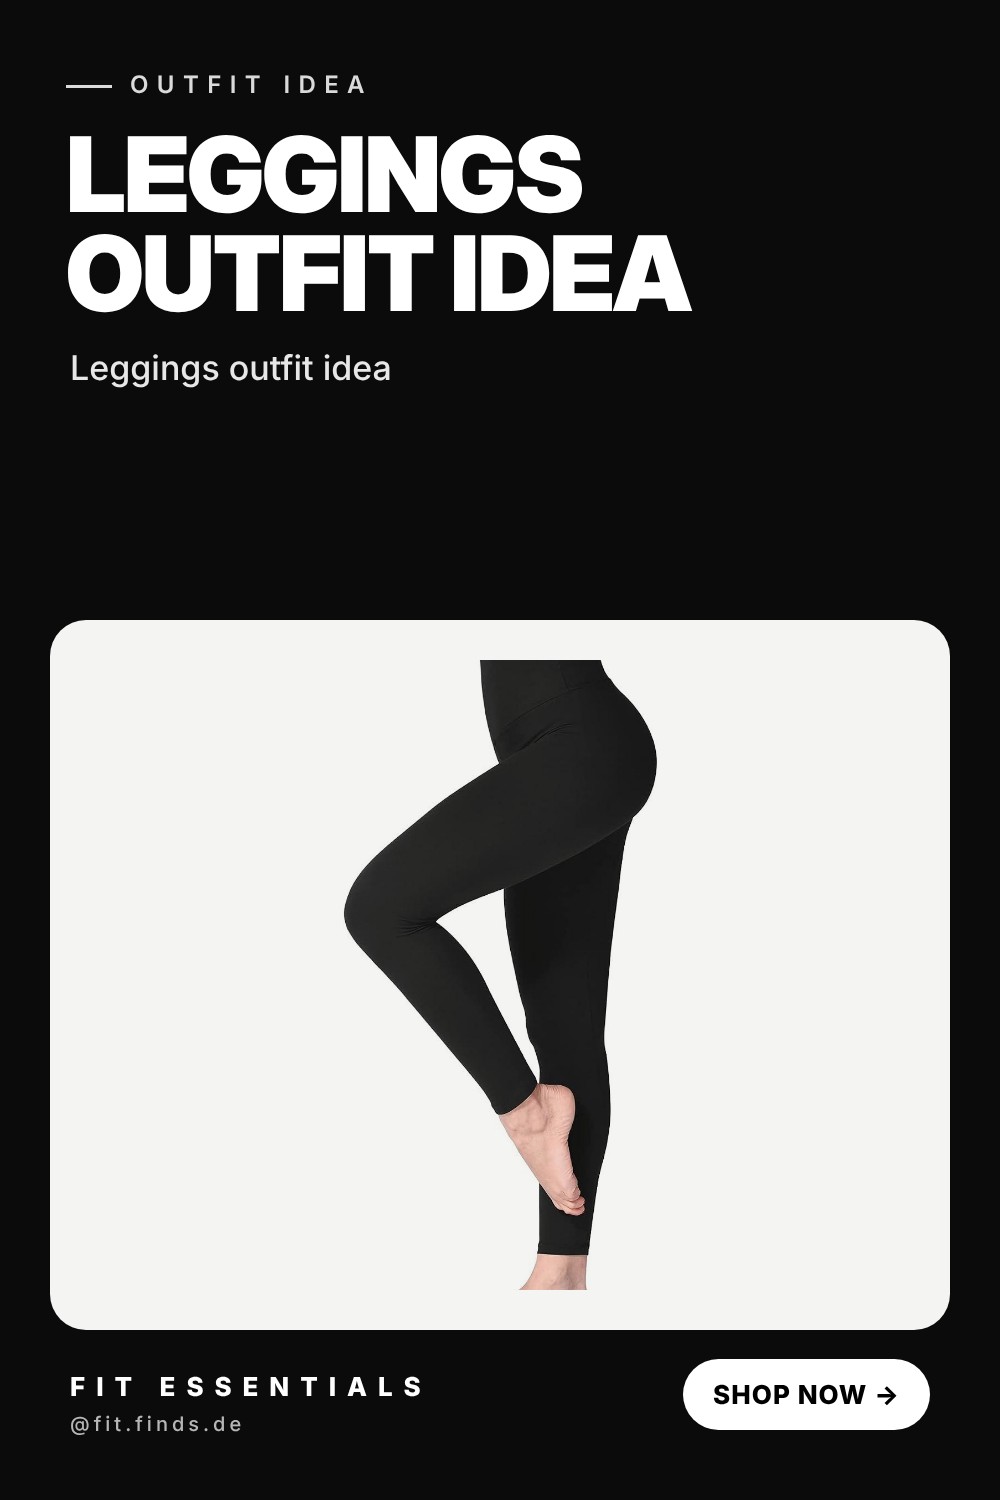 OUTFIT IDEA
LEGGINGS
OUTFIT IDEA
Leggings outfit idea
FIT ESSENTIALS
@fit.finds.de
SHOP NOW →